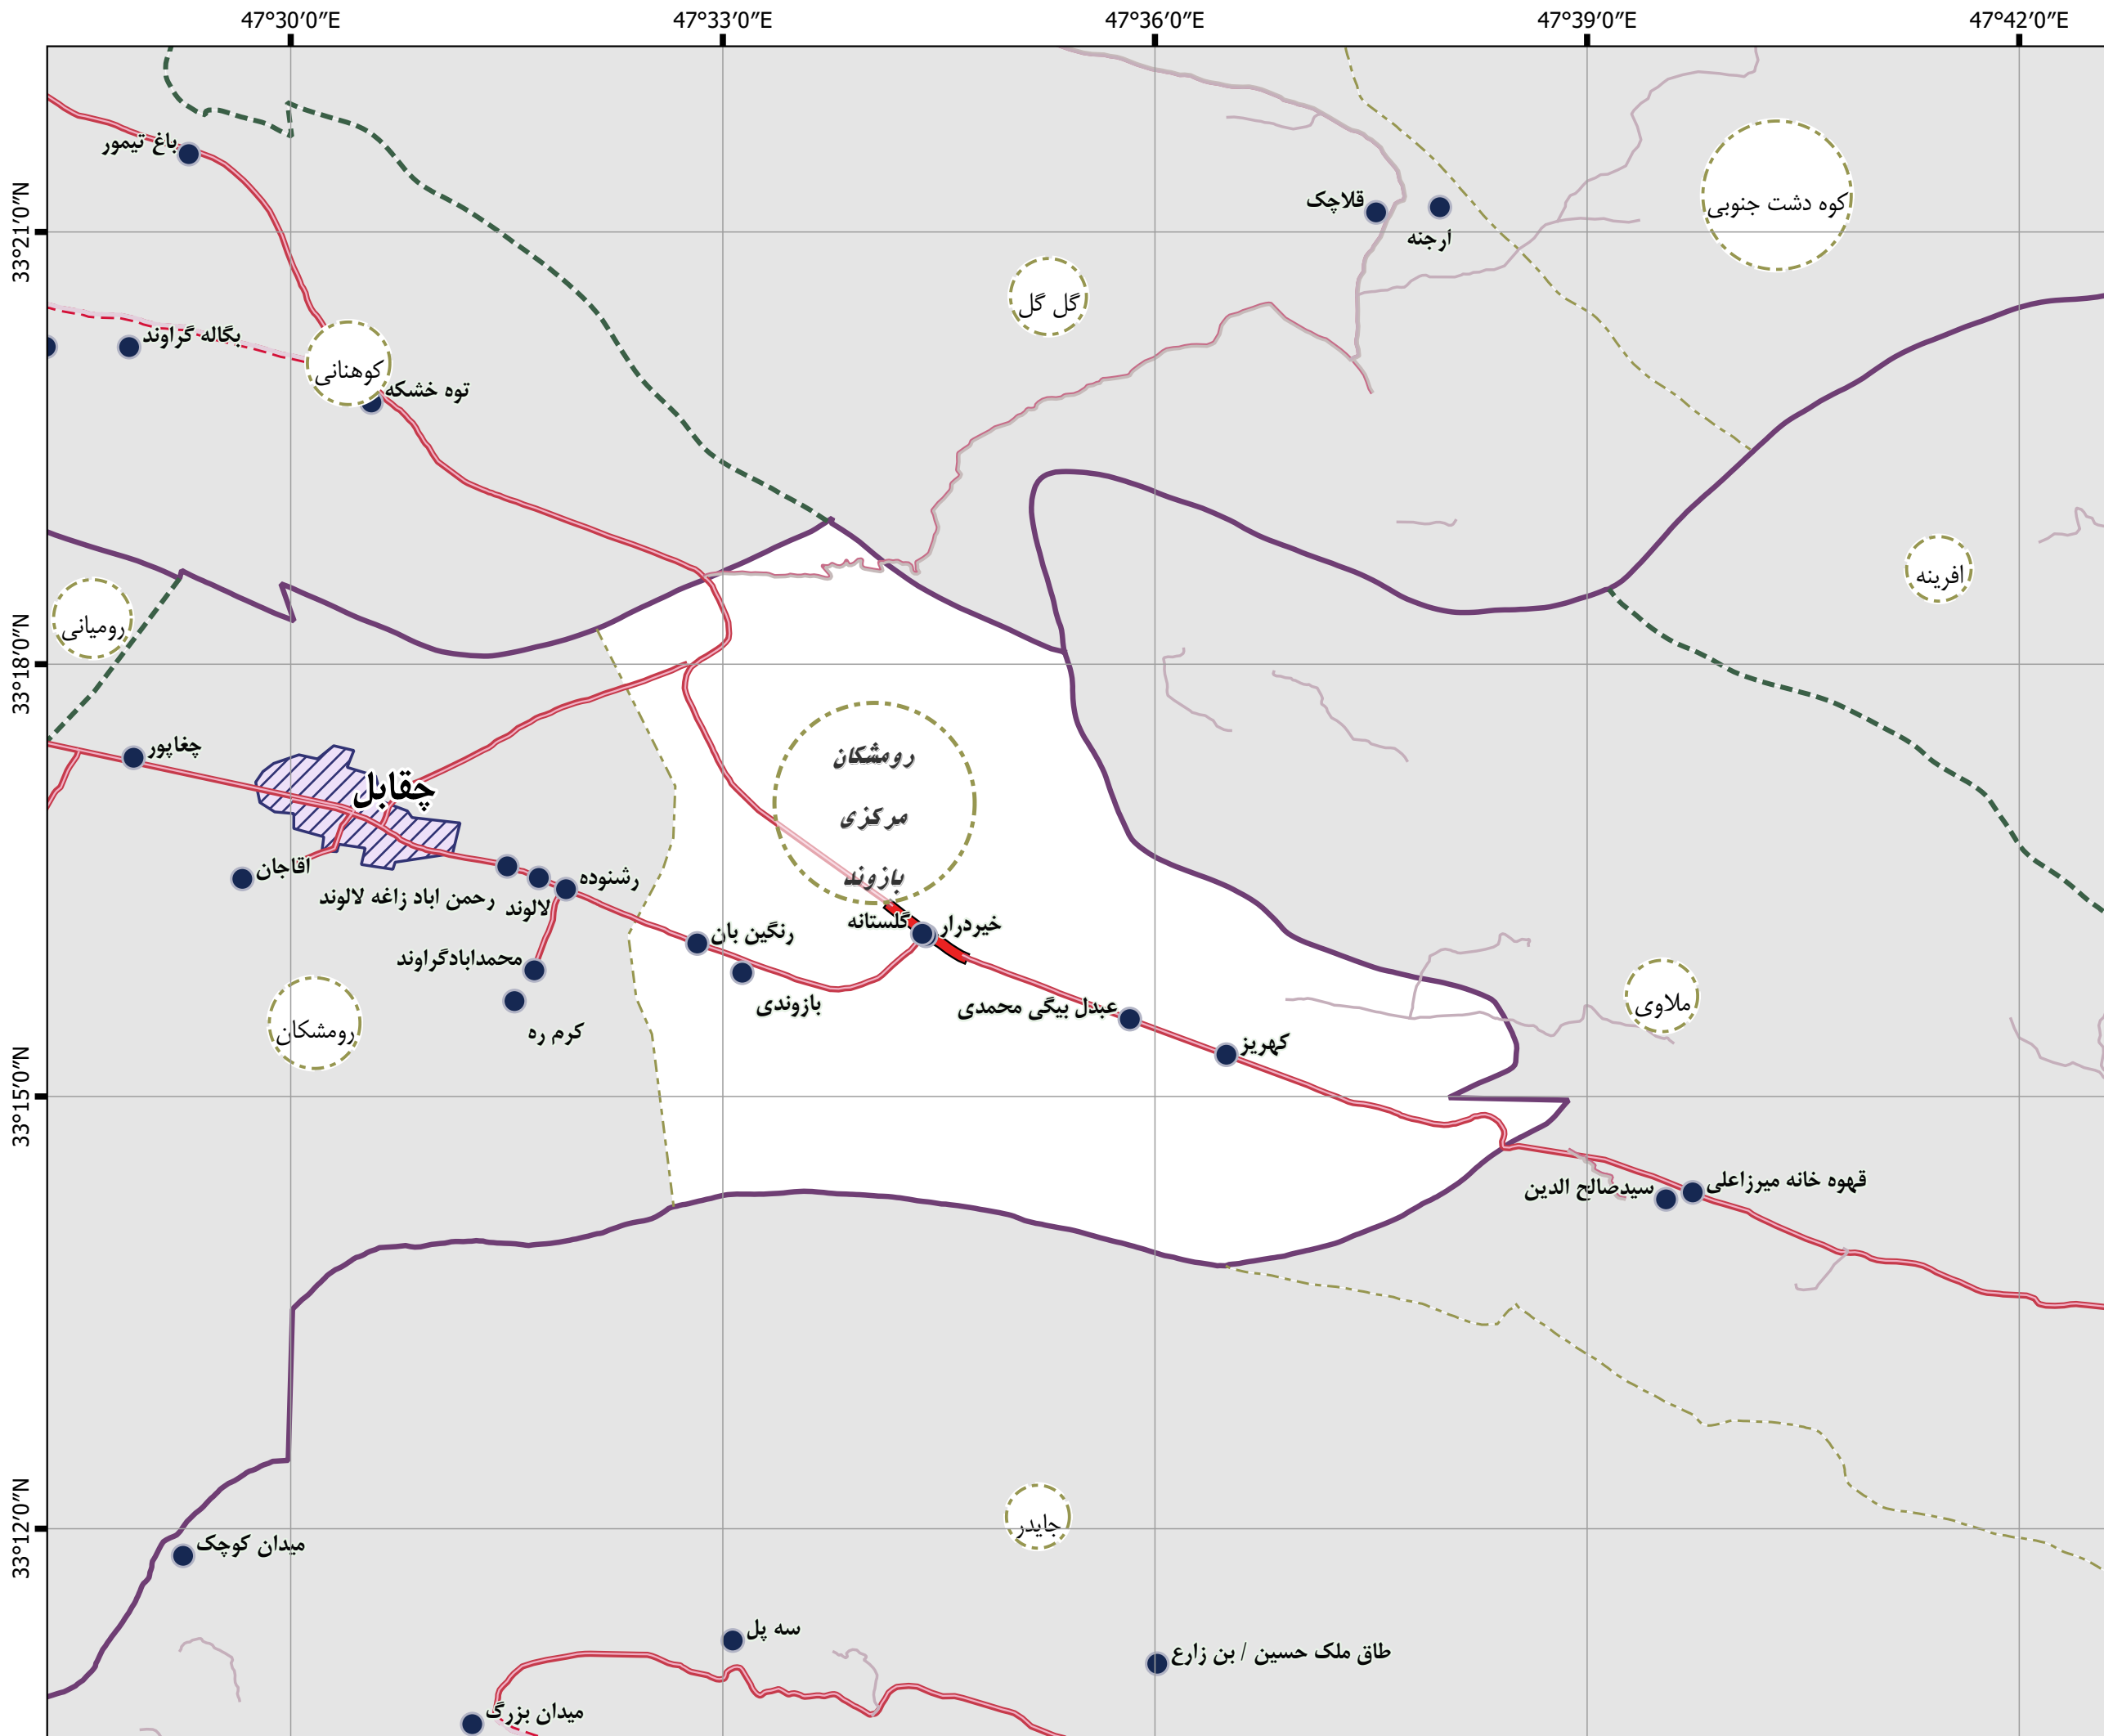 47°30′0″E
47°33′0″E
47°36′0″E
47°39′0″E
47°42′0″E
33°21′0″N
33°18′0″N
33°15′0″N
33°12′0″N
باغ تیمور
قلاچک
ارجنه
کوه دشت جنوبی
گل گل
بگاله گراوند
کوهنانی
توه خشکه
افرینه
رومیانی
چغاپور
چقابل
رومشکان
مرکزی
بازوند
اقاجان
رحمن اباد زاغه لالوند
لالوند
رشنوده
گلستانه
خیردرار
رنگین بان
محمدابادگراوند
بازوندی
کرم ره
رومشکان
عبدل بیگی محمدی
کهریز
ملاوی
سیدصالح الدین
قهوه خانه میرزاعلی
جایدر
میدان کوچک
سه پل
طاق ملک حسین / بن زارع
میدان بزرگ